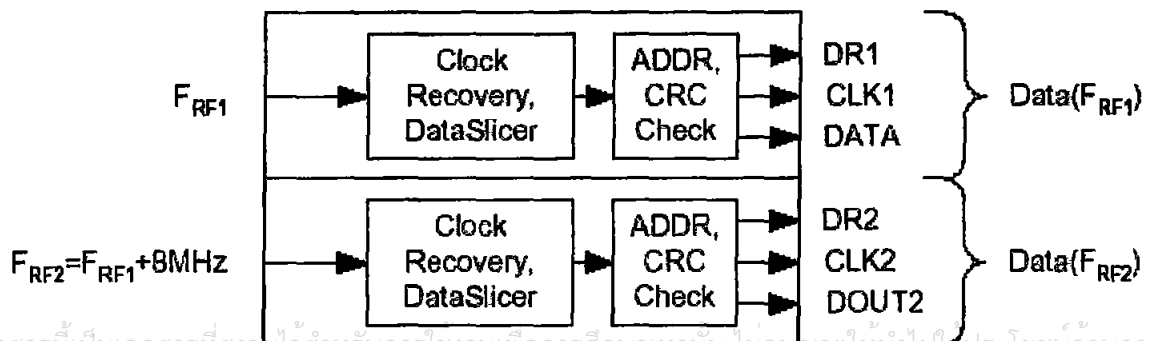 F_RF1
Clock
Recovery,
DataSlicer
ADDR,
CRC
Check
DR1
CLK1
DATA
Data(F_RF1)
F_RF2=F_RF1+8MHz
Clock
Recovery,
DataSlicer
ADDR,
CRC
Check
DR2
CLK2
DOUT2
Data(F_RF2)